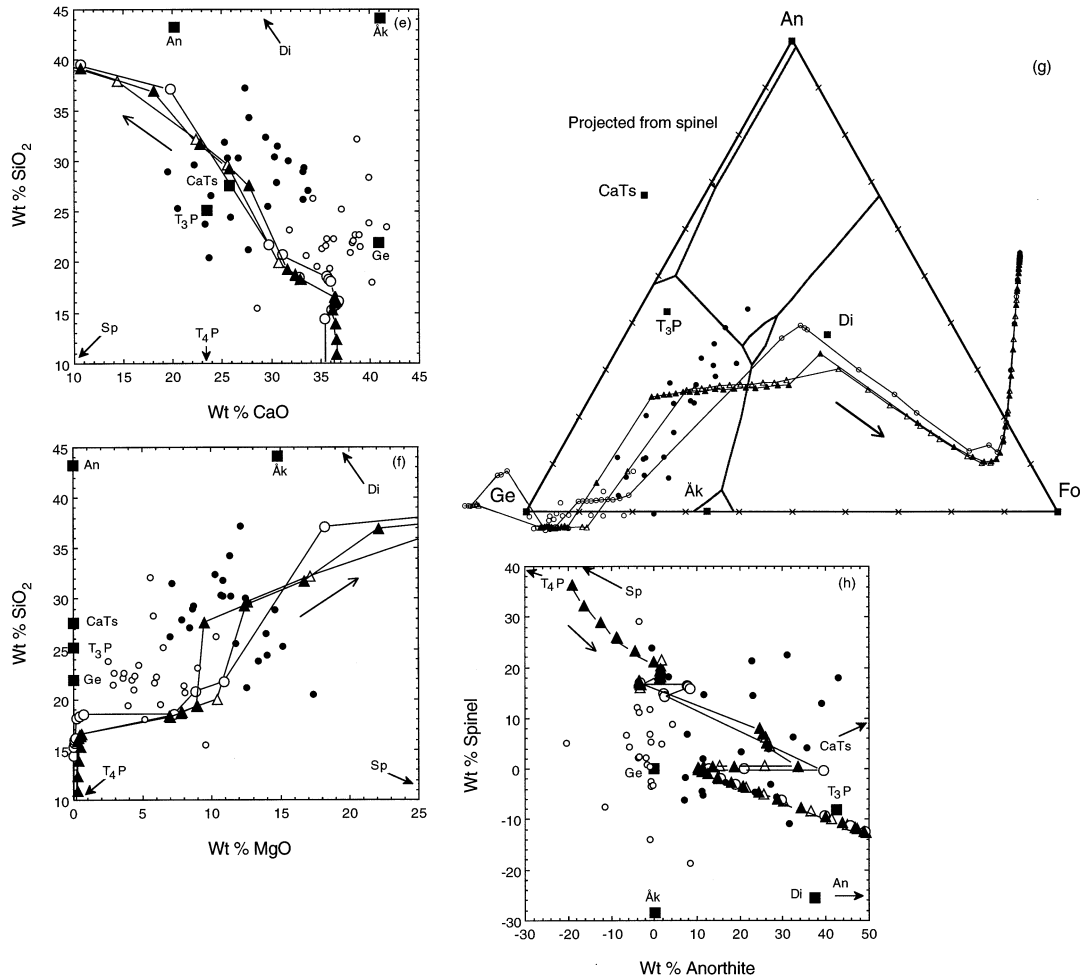 (e)
45
40
35
30
25
20
15
10
Wt % SiO2
An
Di
Åk
CaTs
T3P
Ge
Sp
T4P
10 15 20 25 30 35 40 45
Wt % CaO
(f)
45
40
35
30
25
20
15
10
Wt % SiO2
An
Åk
Di
CaTs
T3P
Ge
T4P
Sp
0 5 10 15 20 25
Wt % MgO
(g)
An
Projected from spinel
CaTs
T3P
Di
Ge
Äk
Fo
(h)
40
30
20
10
0
-10
-20
-30
Wt % Spinel
T4P
Sp
CaTs
Ge
T3P
Åk
Di
An
-30 -20 -10 0 10 20 30 40 50
Wt % Anorthite